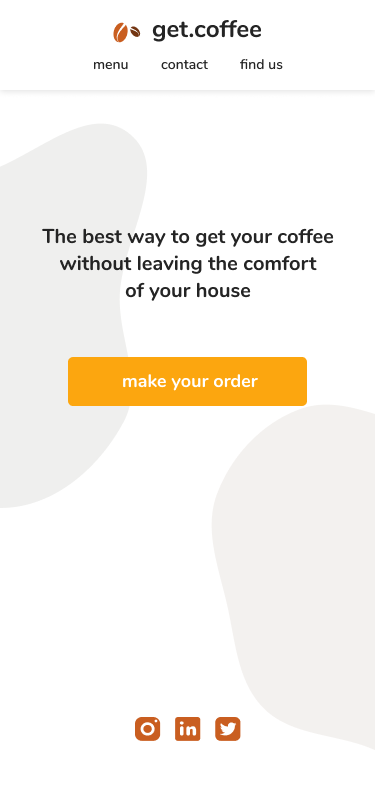 get.coffee
menu contact find us
The best way to get your coffee
without leaving the comfort
of your house
make your order
in